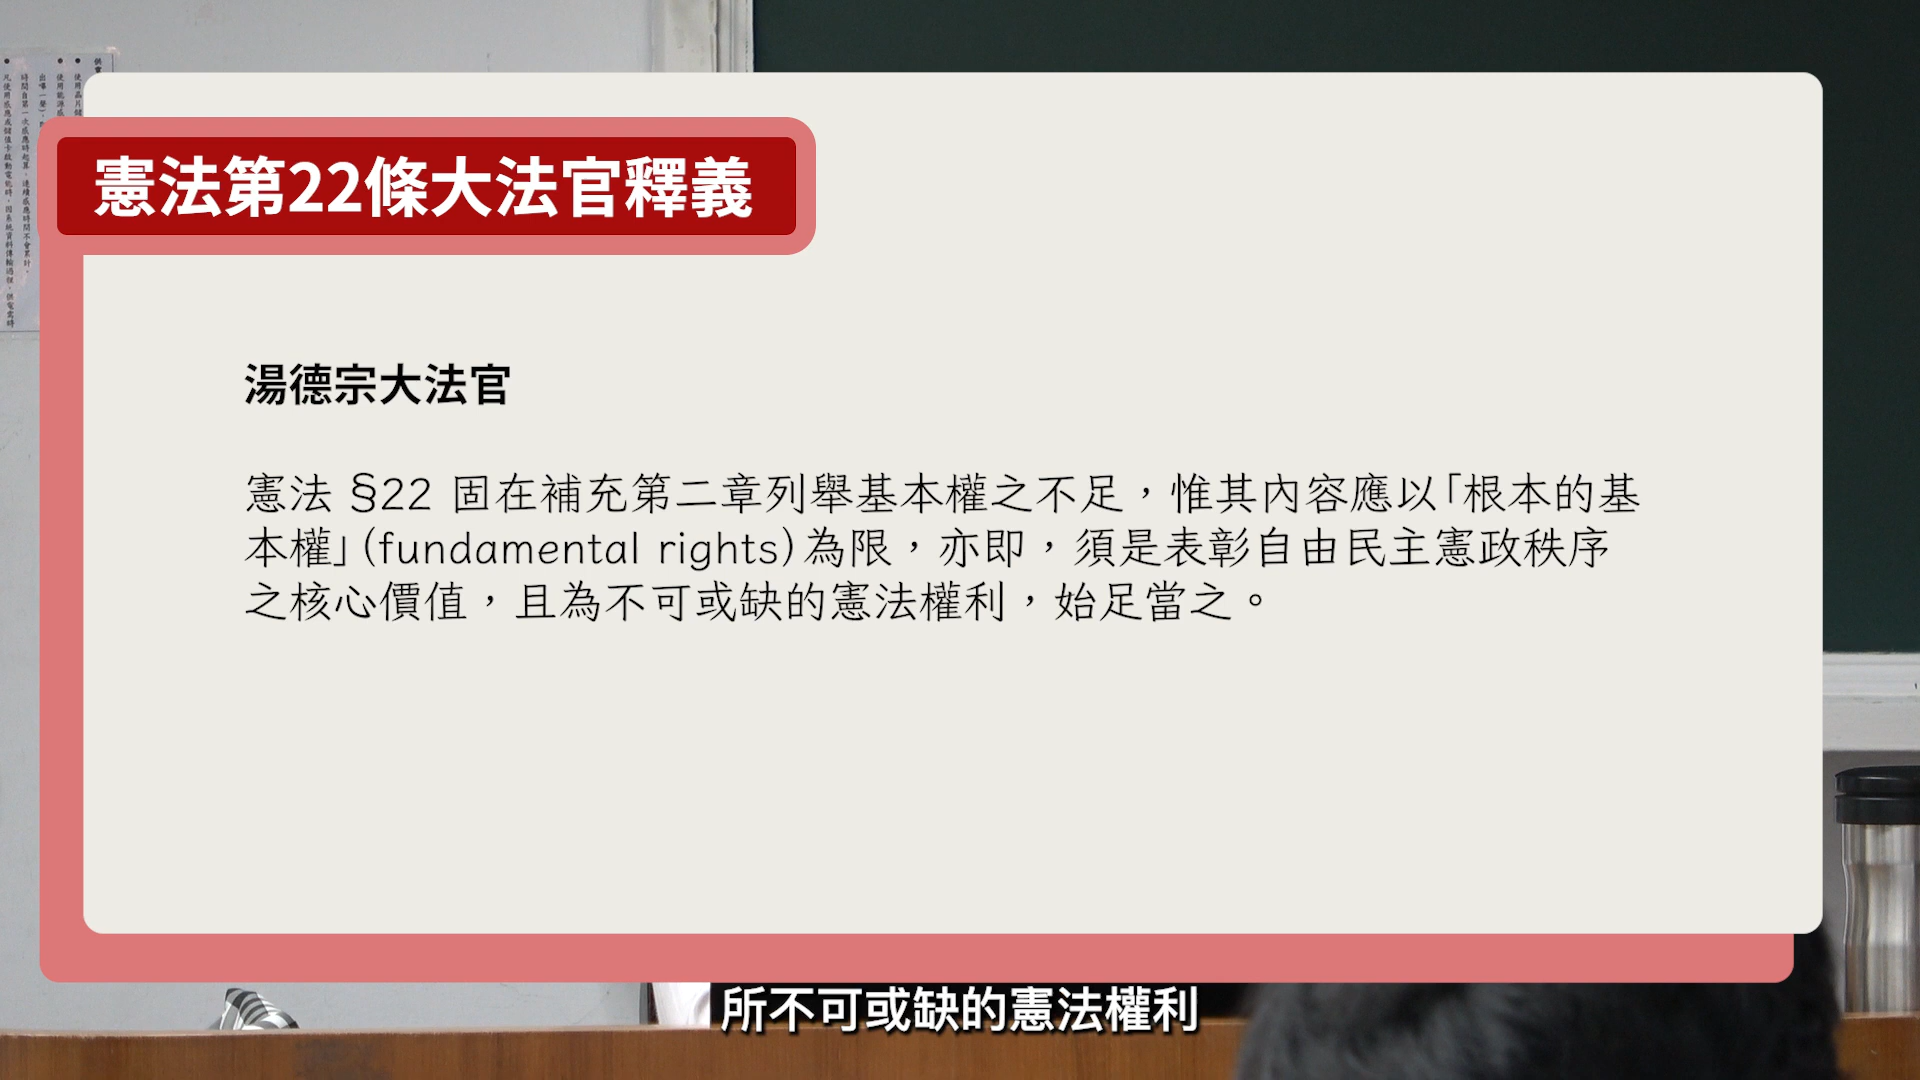 憲法第22條大法官釋義
湯德宗大法官
憲法 §22 固在補充第二章列舉基本權之不足，惟其內容應以「根本的基
本權」(fundamental rights)為限，亦即，須是表彰自由民主憲政秩序
之核心價值，且為不可或缺的憲法權利，始足當之。
所不可或缺的憲法權利